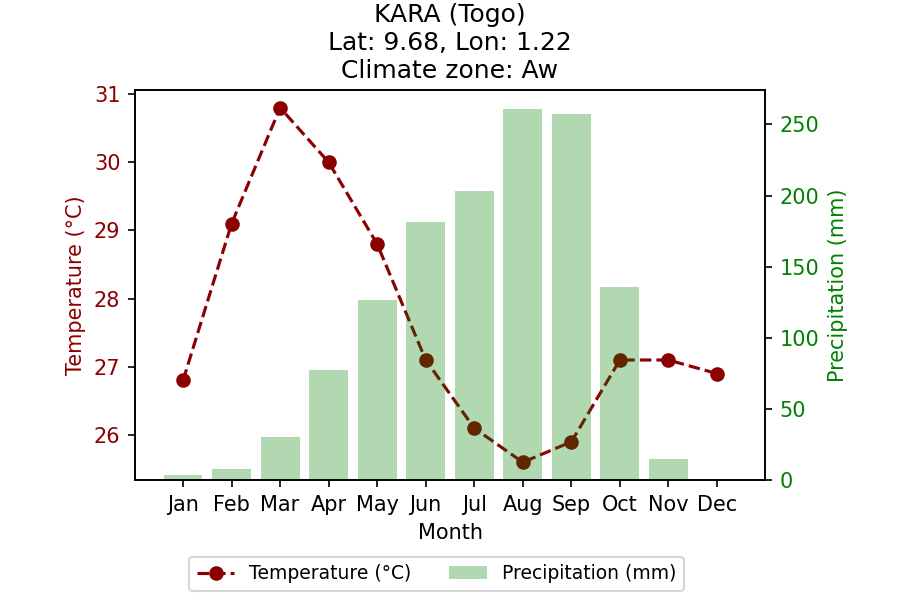 KARA (Togo)
Lat: 9.68, Lon: 1.22
Climate zone: Aw
31
30
29
28
27
26
Temperature (°C)
250
200
150
100
50
0
Precipitation (mm)
Jan Feb Mar Apr May Jun Jul Aug Sep Oct Nov Dec
Month
Temperature (°C) Precipitation (mm)